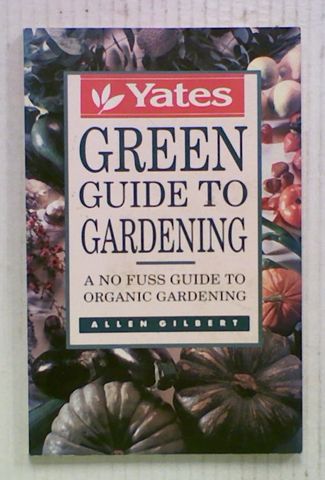 Yates
GREEN
GUIDE TO
GARDENING
A NO FUSS GUIDE TO
ORGANIC GARDENING
ALLEN GILBERT